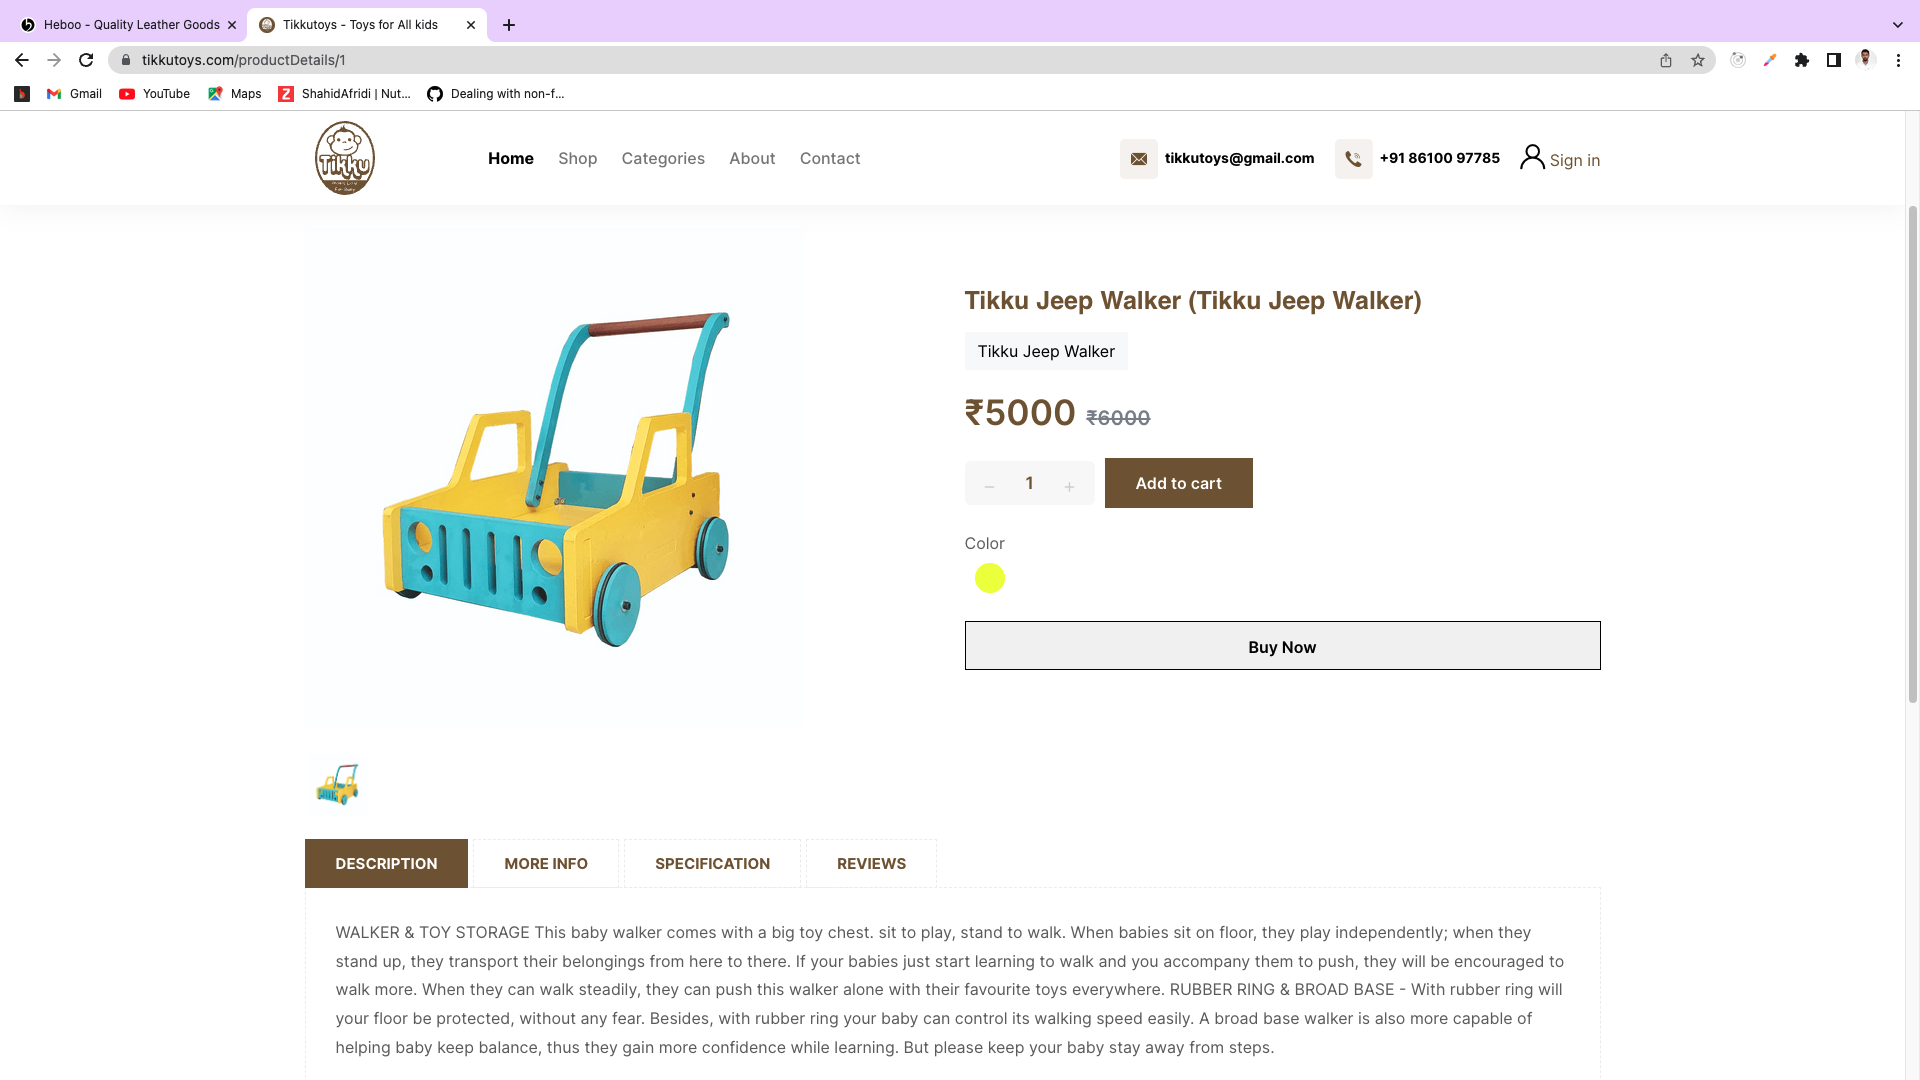 Heboo - Quality Leather Goods
Tikkutoys - Toys for All kids
tikkutoys.com/productDetails/1
Gmail
YouTube
Maps
ShahidAfridi | Nut...
Dealing with non-f...
Tikku
Home
Shop
Categories
About
Contact
tikkutoys@gmail.com
+91 86100 97785
Sign in
Tikku Jeep Walker (Tikku Jeep Walker)
Tikku Jeep Walker
₹5000 ₹6000
− 1 +
Add to cart
Color
Buy Now
DESCRIPTION
MORE INFO
SPECIFICATION
REVIEWS
WALKER & TOY STORAGE This baby walker comes with a big toy chest. sit to play, stand to walk. When babies sit on floor, they play independently; when they
stand up, they transport their belongings from here to there. If your babies just start learning to walk and you accompany them to push, they will be encouraged to
walk more. When they can walk steadily, they can push this walker alone with their favourite toys everywhere. RUBBER RING & BROAD BASE - With rubber ring will
your floor be protected, without any fear. Besides, with rubber ring your baby can control its walking speed easily. A broad base walker is also more capable of
helping baby keep balance, thus they gain more confidence while learning. But please keep your baby stay away from steps.